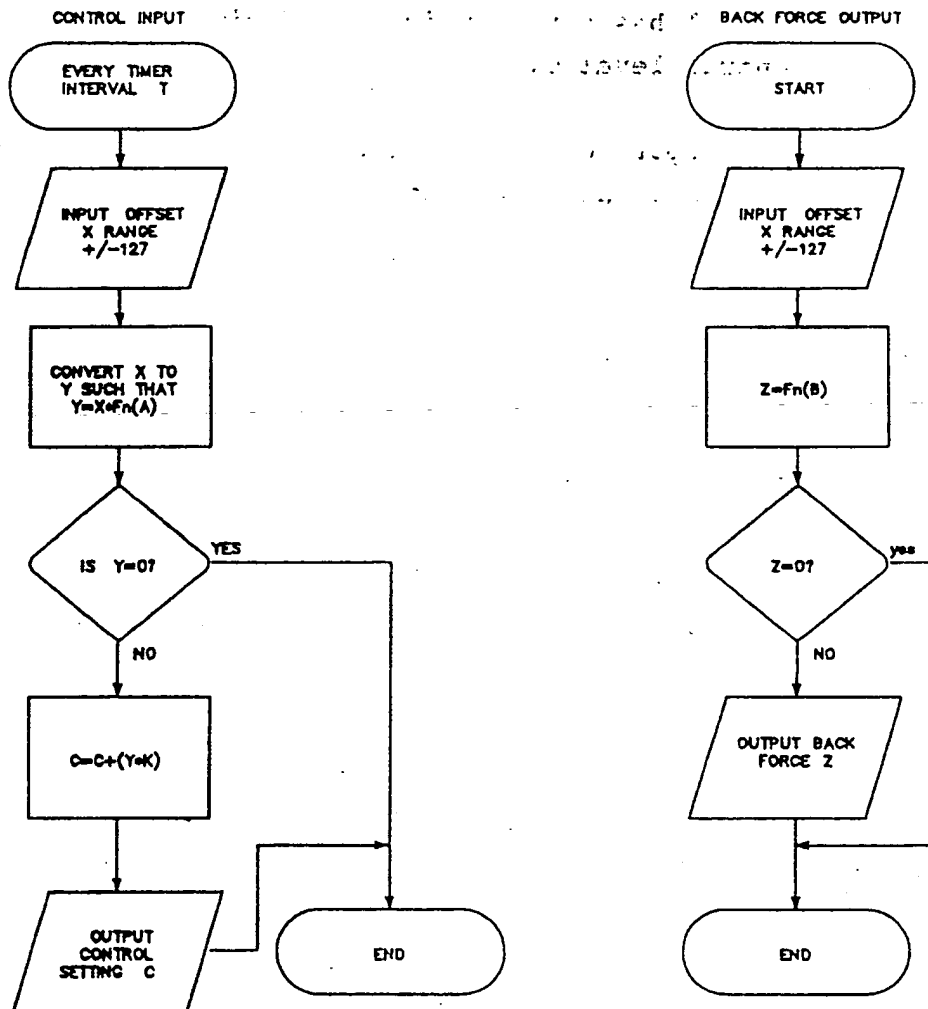 CONTROL INPUT
EVERY TIMER
INTERVAL T
INPUT OFFSET
X RANGE
+/-127
CONVERT X TO
Y SUCH THAT
Y=X*Fn(A)
IS Y=0?
YES
NO
C=C+(Y*K)
OUTPUT
CONTROL
SETTING C
END
BACK FORCE OUTPUT
START
INPUT OFFSET
X RANGE
+/-127
Z=Fn(B)
Z=0?
yes
NO
OUTPUT BACK
FORCE Z
END